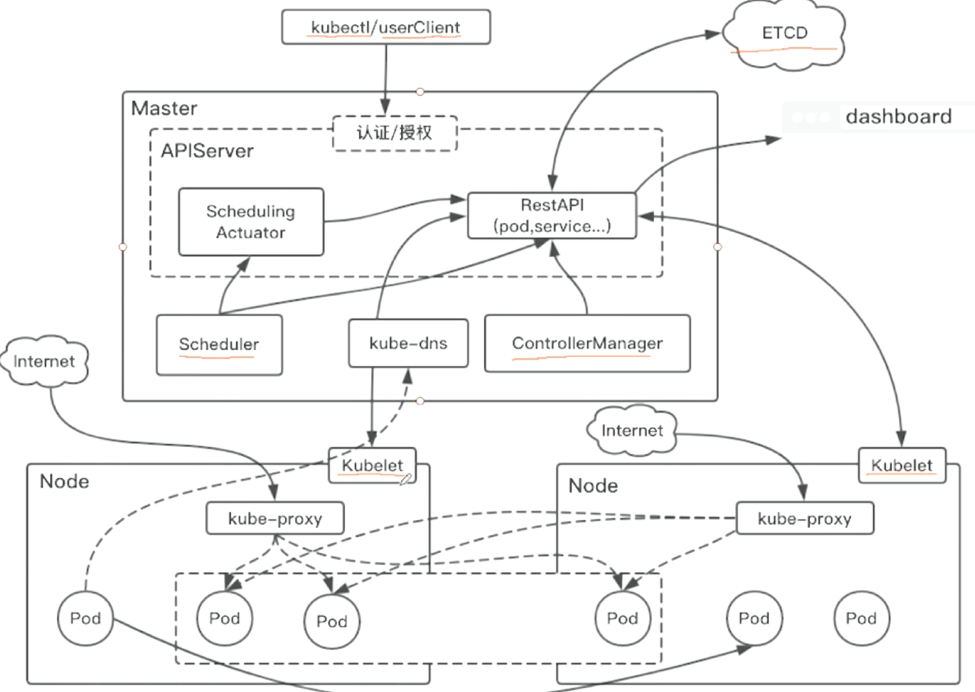 kubectl/userClient
ETCD
Master
认证/授权
dashboard
APIServer
Scheduling
Actuator
RestAPI
(pod,service...)
Scheduler
kube-dns
ControllerManager
Internet
Internet
Kubelet
Kubelet
Node
Node
kube-proxy
kube-proxy
Pod
Pod
Pod
Pod
Pod
Pod